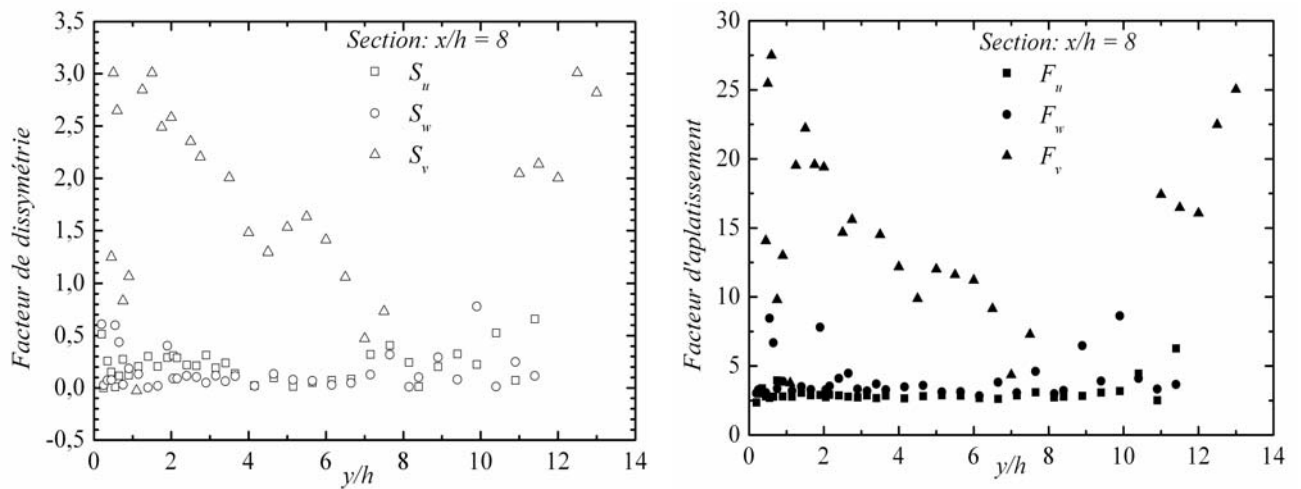 3,5
3,0
2,5
2,0
1,5
1,0
0,5
0,0
-0,5
Facteur de dissymétrie
Section: x/h = 8
S_u
S_w
S_v
0 2 4 6 8 10 12 14
y/h
30
25
20
15
10
5
0
Facteur d'aplatissement
Section: x/h = 8
F_u
F_w
F_v
0 2 4 6 8 10 12 14
y/h